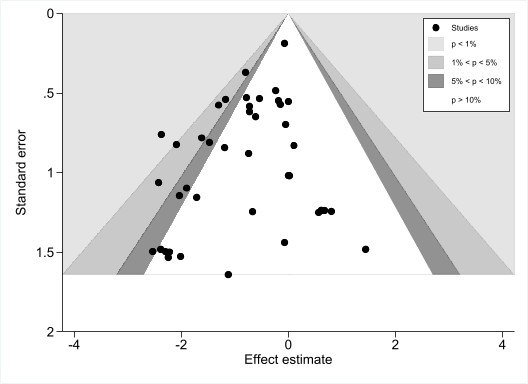 0
.5
1
1.5
2
Standard error
-4
-2
0
2
4
Effect estimate
Studies
p < 1%
1% < p < 5%
5% < p < 10%
p > 10%